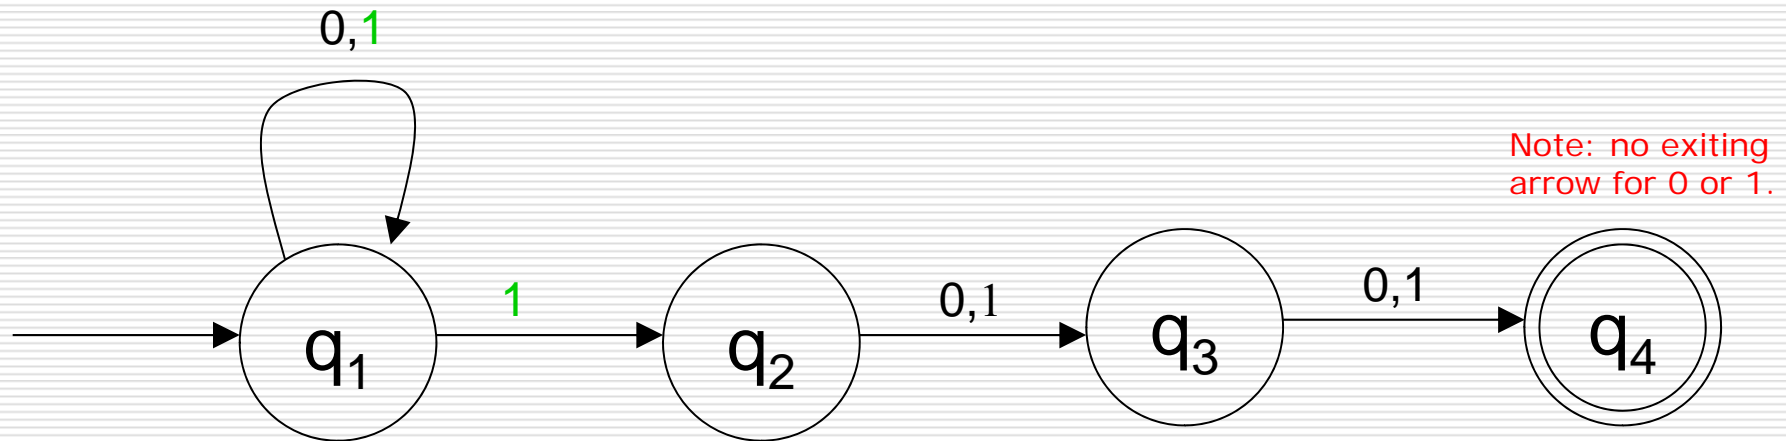 0,1
Note: no exiting
arrow for 0 or 1.
1
0,1
0,1
q1
q2
q3
q4